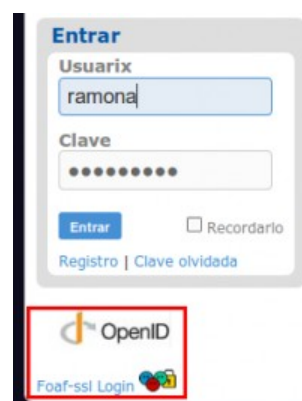 Entrar
Usuarix
ramona
Clave
Entrar Recordarlo
Registro | Clave olvidada
OpenID
Foaf-ssl Login